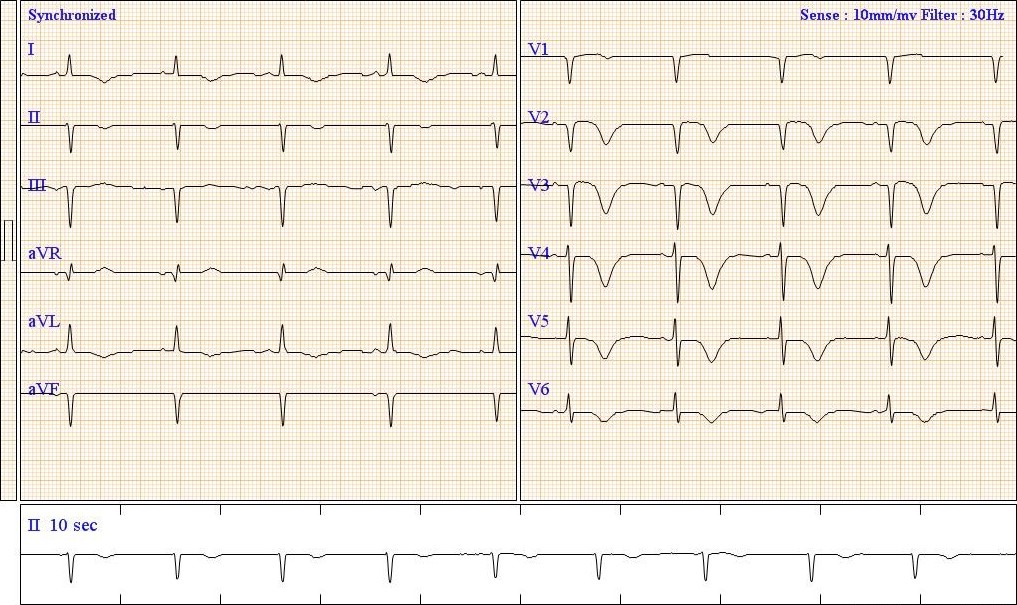 Synchronized
Sense : 10mm/mv Filter : 30Hz
I
V1
II
V2
III
V3
aVR
V4
aVL
V5
aVF
V6
II 10 sec